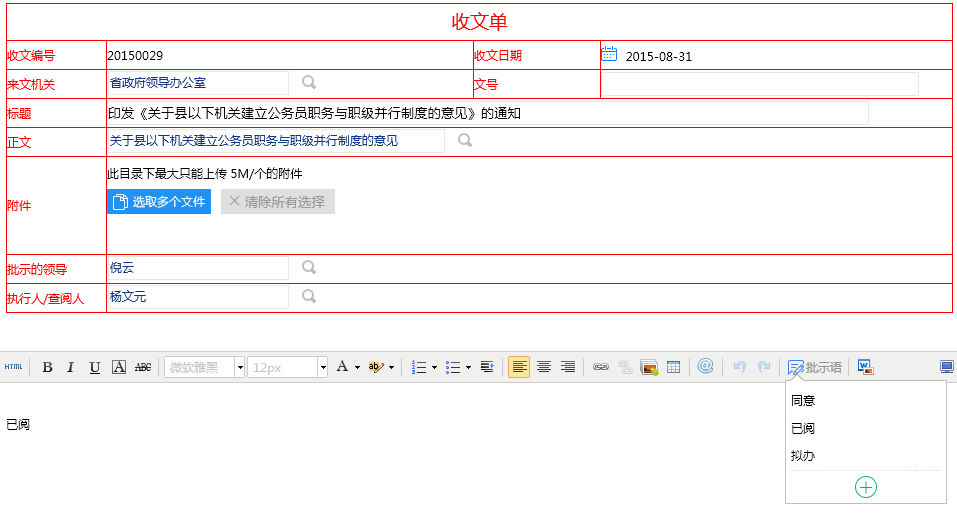 收文单
收文编号 20150029 收文日期 2015-08-31
来文机关 省政府领导办公室 文号
标题 印发《关于县以下机关建立公务员职务与职级并行制度的意见》的通知
正文 关于县以下机关建立公务员职务与职级并行制度的意见
此目录下最大只能上传 5M/个的附件
附件 选取多个文件 清除所有选择
批示的领导 倪云
执行人/查阅人 杨文元
HTML B I U A ABC 微软雅黑 12px A ab 批示语
已阅
同意
已阅
拟办